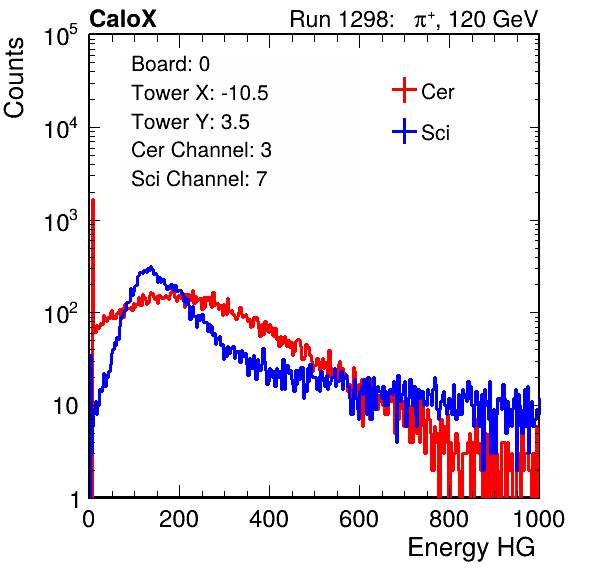 CaloX Run 1298: π⁺, 120 GeV
Counts
Board: 0
Tower X: -10.5
Tower Y: 3.5
Cer Channel: 3
Sci Channel: 7
Cer
Sci
10⁵
10⁴
10³
10²
10
1
0 200 400 600 800 1000
Energy HG